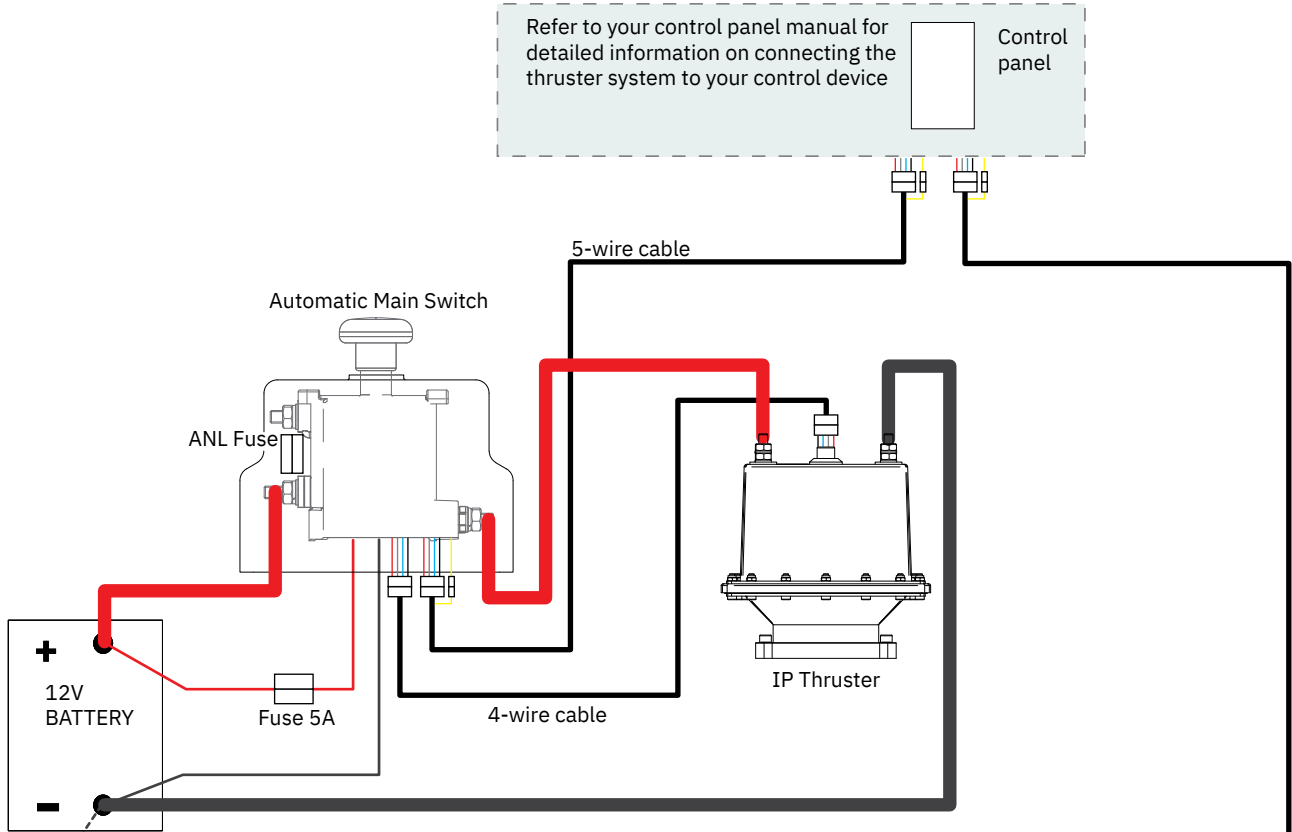 Refer to your control panel manual for
detailed information on connecting the
thruster system to your control device
Control
panel
5-wire cable
Automatic Main Switch
ANL Fuse
IP Thruster
+
12V
BATTERY
-
Fuse 5A
4-wire cable